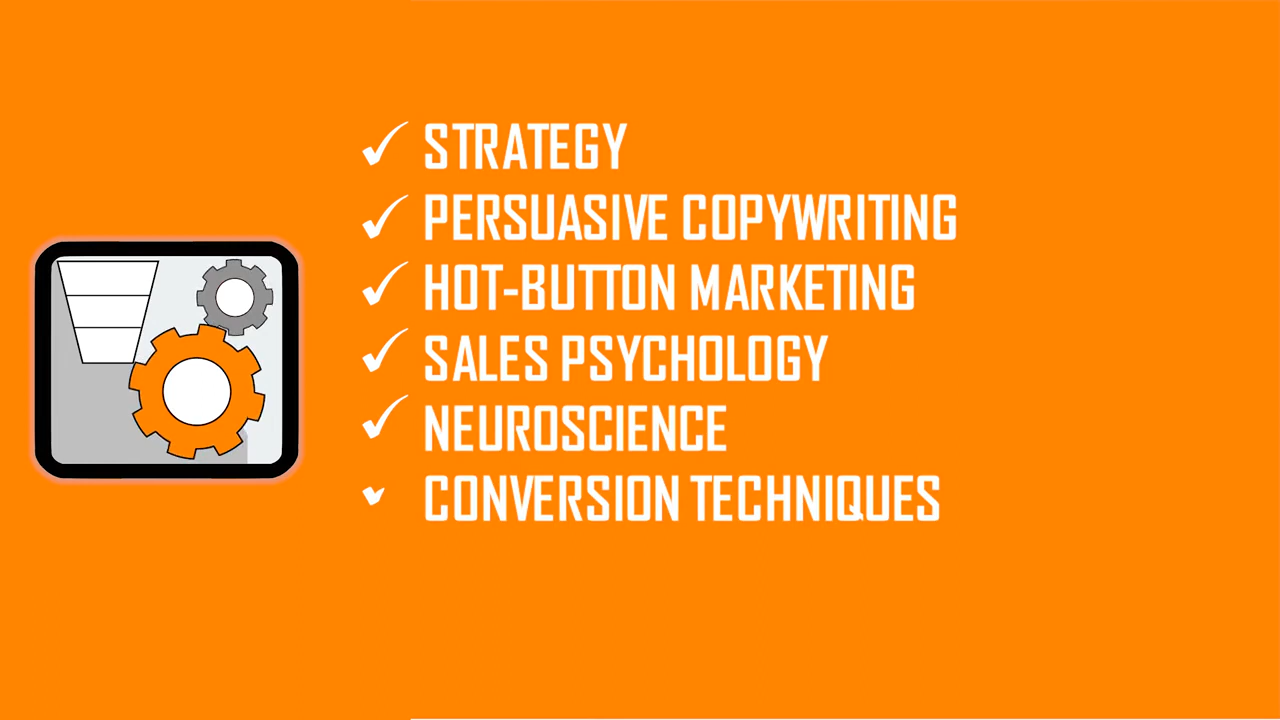 STRATEGY
PERSUASIVE COPYWRITING
HOT-BUTTON MARKETING
SALES PSYCHOLOGY
NEUROSCIENCE
CONVERSION TECHNIQUES